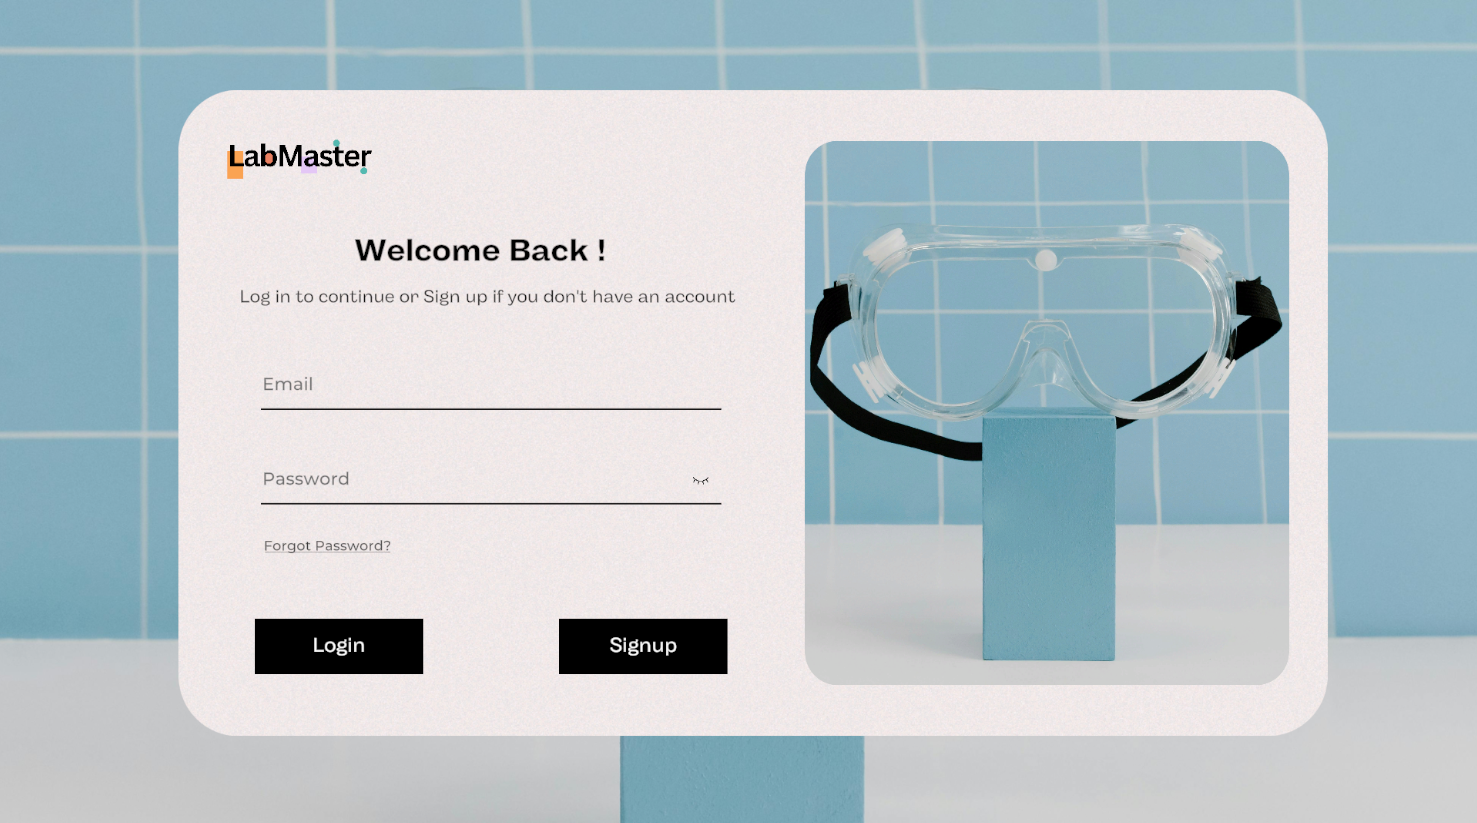 LabMaster
Welcome Back !
Log in to continue or Sign up if you don't have an account
Email
Password
Forgot Password?
Login
Signup